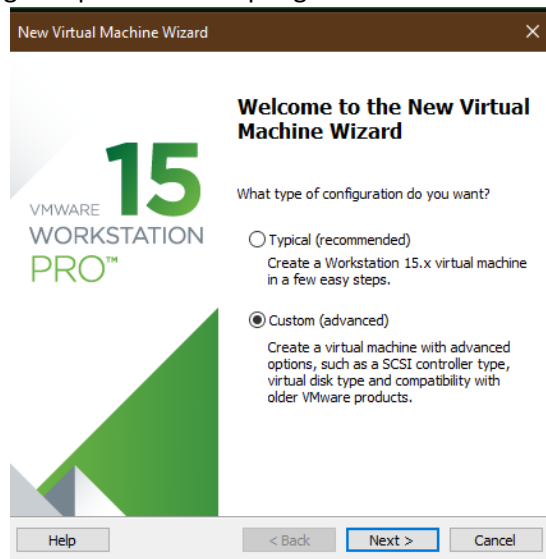 New Virtual Machine Wizard
15
VMWARE
WORKSTATION
PRO™
Welcome to the New Virtual
Machine Wizard
What type of configuration do you want?
Typical (recommended)
Create a Workstation 15.x virtual machine
in a few easy steps.
Custom (advanced)
Create a virtual machine with advanced
options, such as a SCSI controller type,
virtual disk type and compatibility with
older VMware products.
Help
< Back
Next >
Cancel